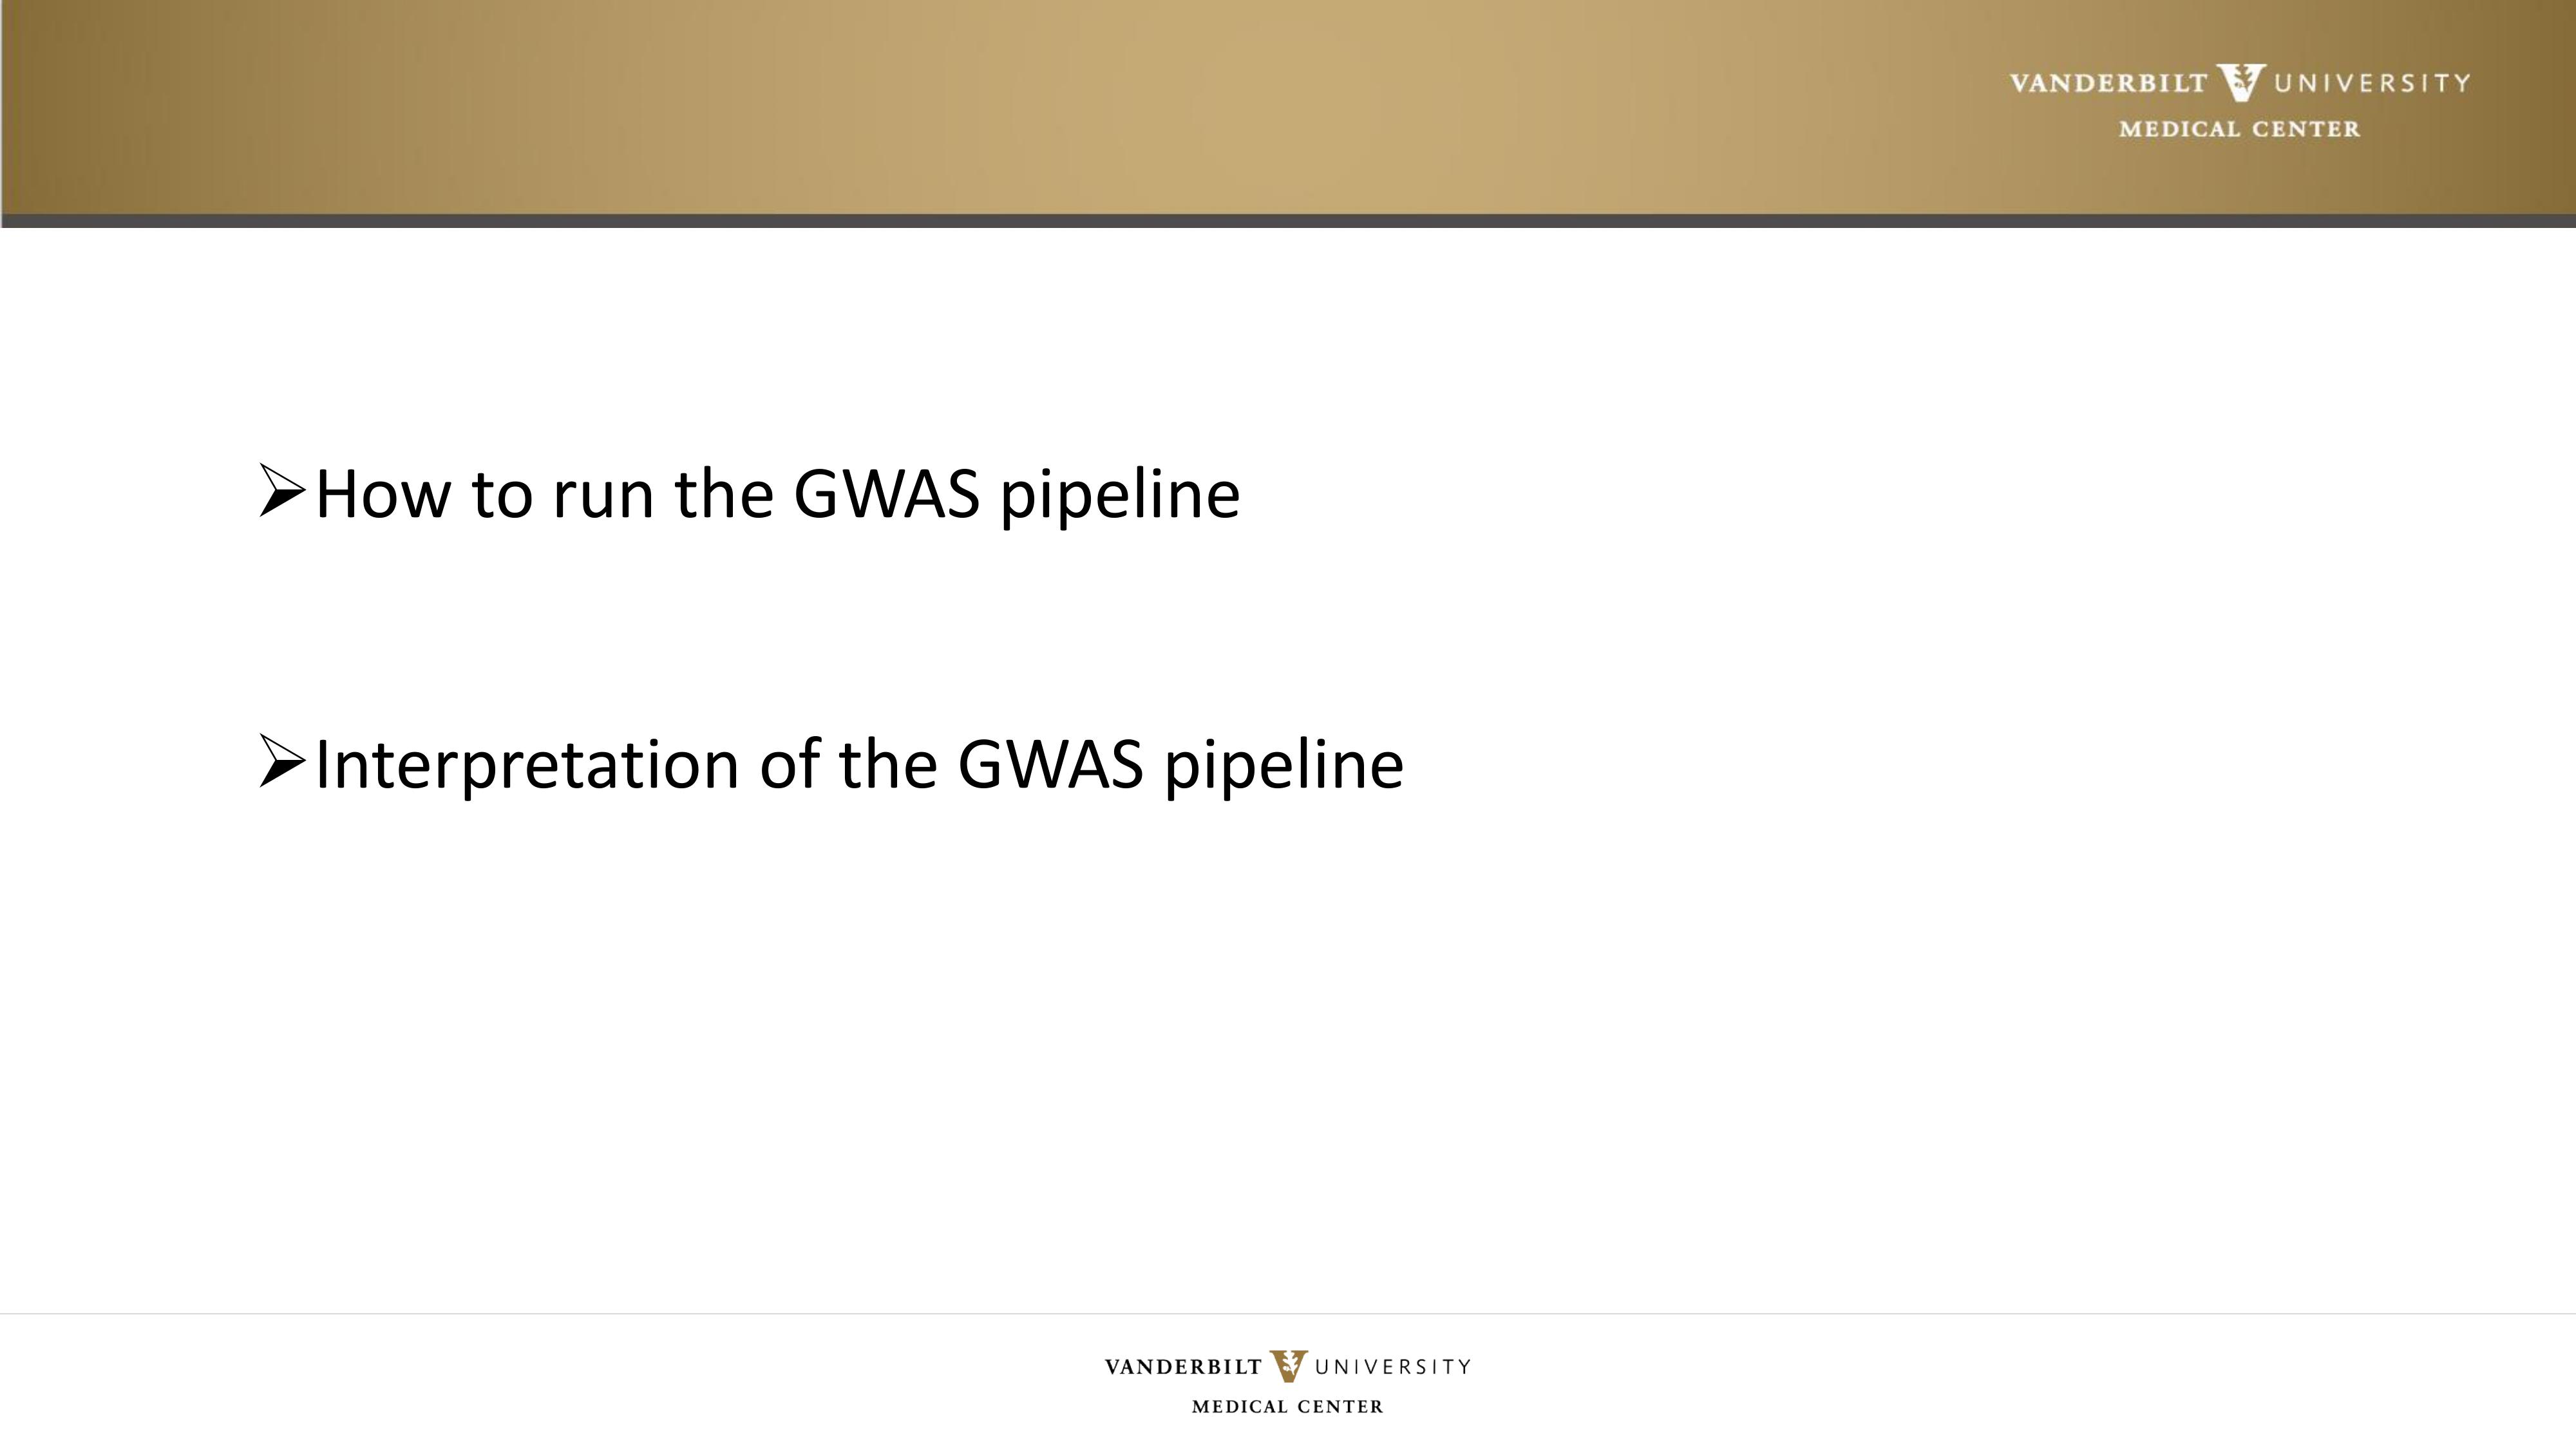 VANDERBILT UNIVERSITY
MEDICAL CENTER
➢How to run the GWAS pipeline
➢Interpretation of the GWAS pipeline
VANDERBILT UNIVERSITY
MEDICAL CENTER